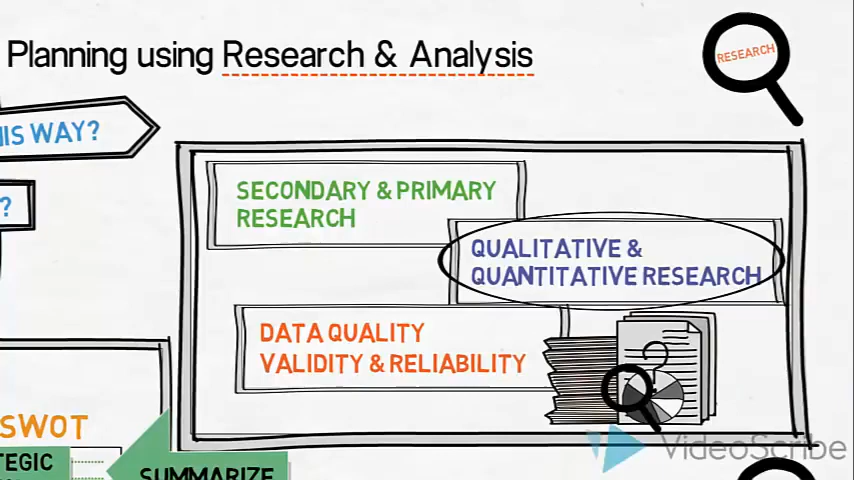 Planning using Research & Analysis
RESEARCH
HIS WAY?
?
SECONDARY & PRIMARY
RESEARCH
QUALITATIVE &
QUANTITATIVE RESEARCH
DATA QUALITY
VALIDITY & RELIABILITY
?
SWOT
TEGIC
SUMMARIZE
VideoScribe